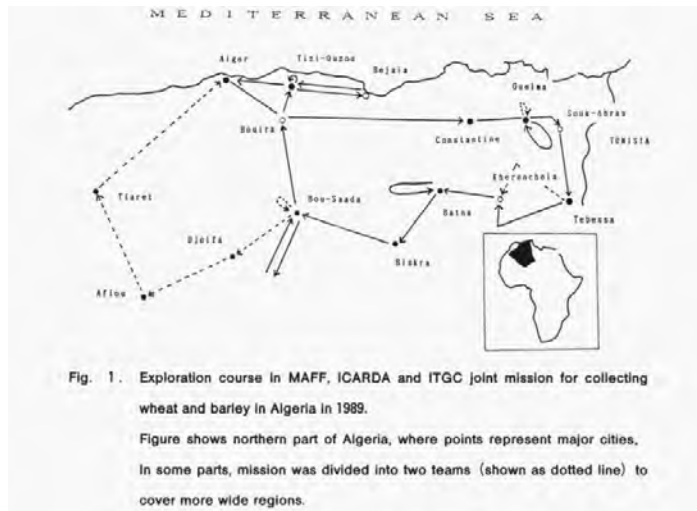 MEDITERRANEAN SEA
Alger
Tizi-Ouzou
Bejaia
Guelma
Souk-Ahras
Bouira
Constantine
TUNISIA
Khernachela
Tiaret
Bou-Saada
Batna
Tebessa
Djelfa
Biskra
Aflou
Fig. 1. Exploration course in MAFF, ICARDA and ITGC joint mission for collecting
wheat and barley in Algeria in 1989.
Figure shows northern part of Algeria, where points represent major cities.
In some parts, mission was divided into two teams (shown as dotted line) to
cover more wide regions.